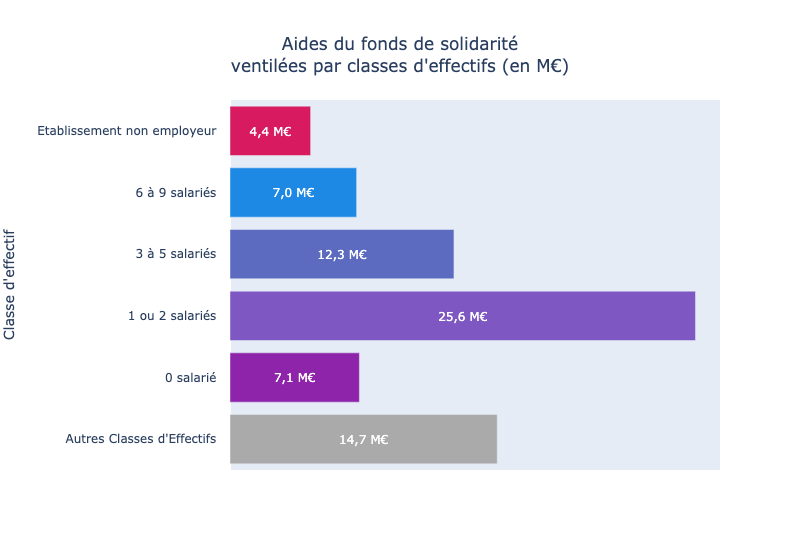 Aides du fonds de solidarité
ventilées par classes d'effectifs (en M€)
Classe d'effectif
Etablissement non employeur
4,4 M€
6 à 9 salariés
7,0 M€
3 à 5 salariés
12,3 M€
1 ou 2 salariés
25,6 M€
0 salarié
7,1 M€
Autres Classes d'Effectifs
14,7 M€